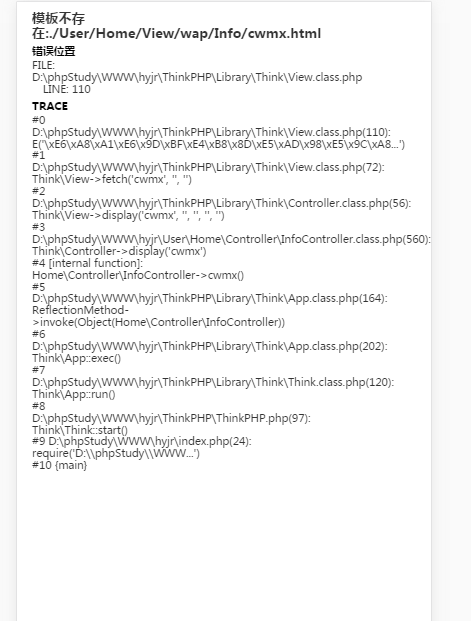 模板不存
在:./User/Home/View/wap/Info/cwmx.html
错误位置
FILE:
D:\phpStudy\WWW\hyjr\ThinkPHP\Library\Think\View.class.php
LINE: 110
TRACE
#0
D:\phpStudy\WWW\hyjr\ThinkPHP\Library\Think\View.class.php(110):
E('\xE6\xA8\xA1\xE6\x9D\xBF\xE4\xB8\x8D\xE5\xAD\x98\xE5\x9C\xA8...')
#1
D:\phpStudy\WWW\hyjr\ThinkPHP\Library\Think\View.class.php(72):
Think\View->fetch('cwmx', '', '')
#2
D:\phpStudy\WWW\hyjr\ThinkPHP\Library\Think\Controller.class.php(56):
Think\View->display('cwmx', '', '', '', '')
#3
D:\phpStudy\WWW\hyjr\User\Home\Controller\InfoController.class.php(560):
Think\Controller->display('cwmx')
#4 [internal function]:
Home\Controller\InfoController->cwmx()
#5
D:\phpStudy\WWW\hyjr\ThinkPHP\Library\Think\App.class.php(164):
ReflectionMethod-
>invoke(Object(Home\Controller\InfoController))
#6
D:\phpStudy\WWW\hyjr\ThinkPHP\Library\Think\App.class.php(202):
Think\App::exec()
#7
D:\phpStudy\WWW\hyjr\ThinkPHP\Library\Think\Think.class.php(120):
Think\App::run()
#8
D:\phpStudy\WWW\hyjr\ThinkPHP\ThinkPHP.php(97):
Think\Think::start()
#9 D:\phpStudy\WWW\hyjr\index.php(24):
require('D:\\phpStudy\\WWW...')
#10 {main}